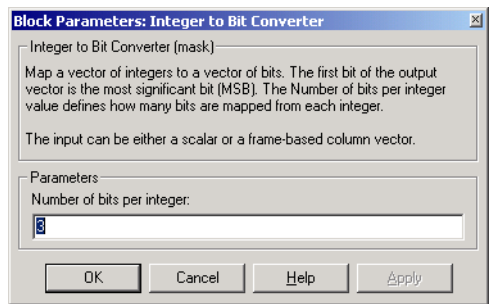 Block Parameters: Integer to Bit Converter
Integer to Bit Converter (mask)
Map a vector of integers to a vector of bits. The first bit of the output
vector is the most significant bit (MSB). The Number of bits per integer
value defines how many bits are mapped from each integer.
The input can be either a scalar or a frame-based column vector.
Parameters
Number of bits per integer:
3
OK Cancel Help Apply